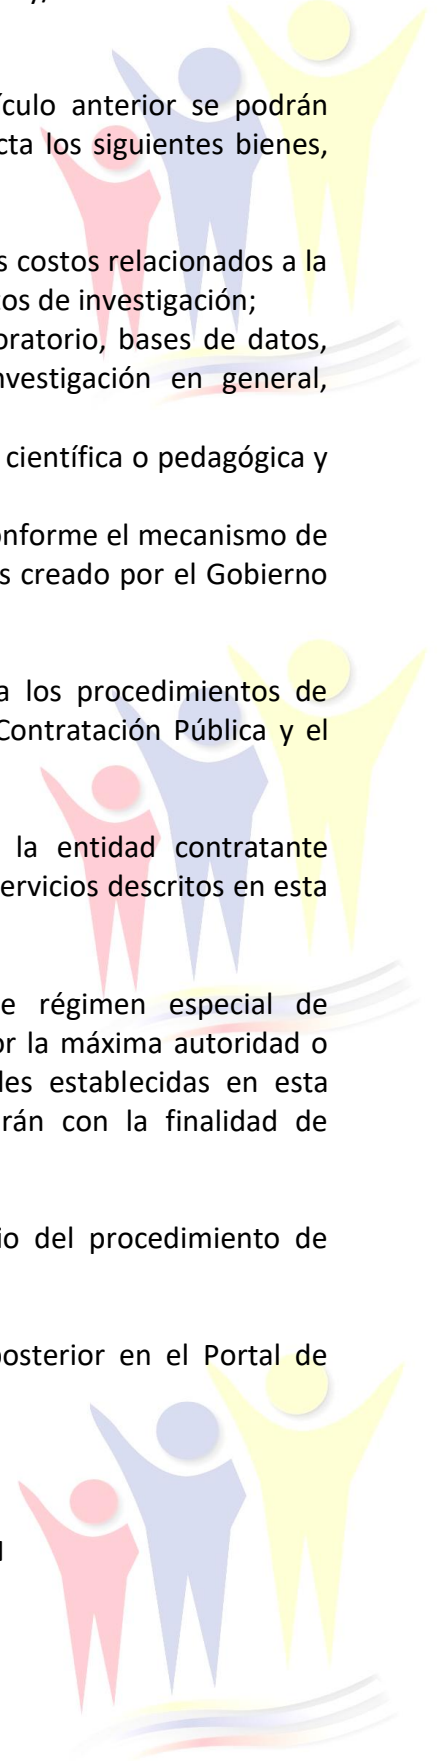 culo anterior se podrán
cta los siguientes bienes,
s costos relacionados a la
os de investigación;
oratorio, bases de datos,
nvestigación en general,
científica o pedagógica y
onforme el mecanismo de
s creado por el Gobierno
a los procedimientos de
Contratación Pública y el
la entidad contratante
ervicios descritos en esta
e régimen especial de
or la máxima autoridad o
les establecidas en esta
rán con la finalidad de
io del procedimiento de
posterior en el Portal de